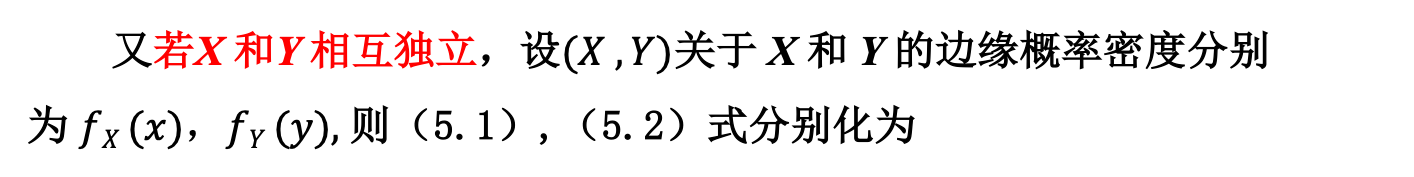 又若X和Y相互独立，设(X ,Y)关于 X 和 Y 的边缘概率密度分别
为 f_X (x)，f_Y (y),则（5.1）,（5.2）式分别化为